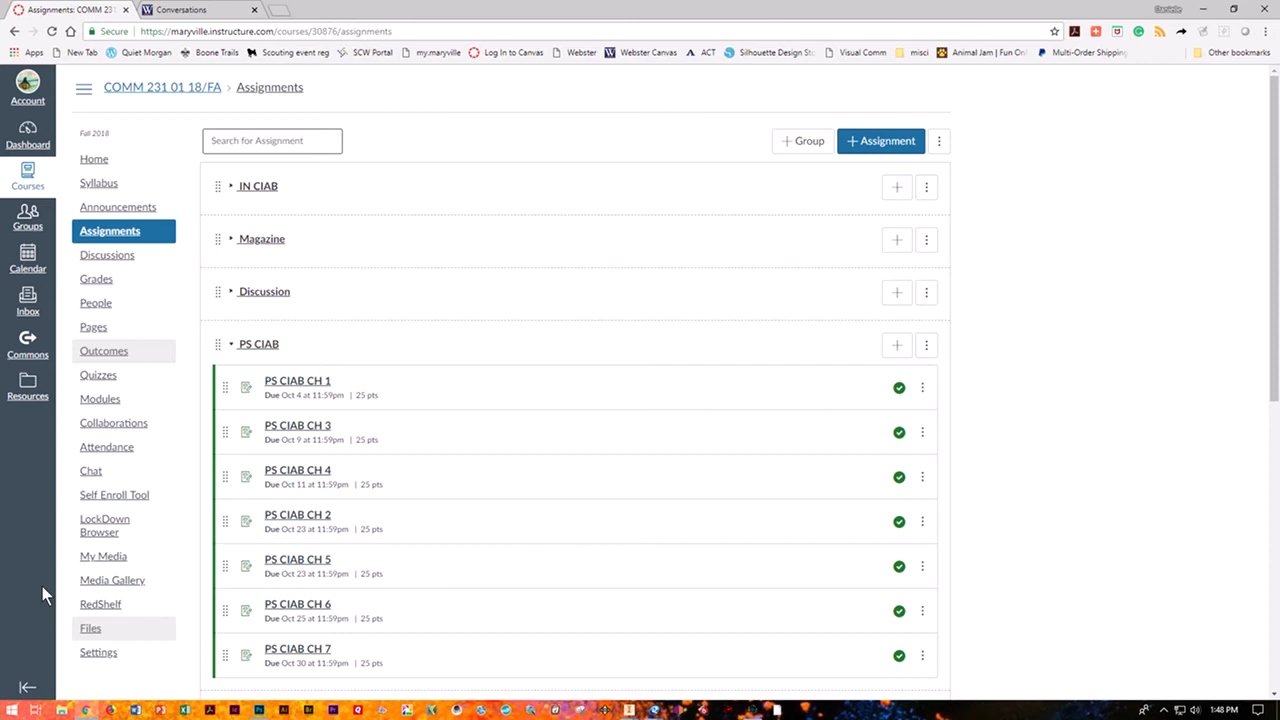 Assignments: COMM 231 0
Conversations
Danielle
Secure
https://maryville.instructure.com/courses/30876/assignments
Apps
New Tab
Quiet Morgan
Boone Trails
Scouting event reg
SCW Portal
my.maryville
Log In to Canvas
Webster
Webster Canvas
ACT
Silhouette Design St
Visual Comm
misci
Animal Jam | Fun On
Multi-Order Shipping
Other bookmarks
COMM 231 01 18/FA › Assignments
Account
Dashboard
Courses
Groups
Calendar
Inbox
Commons
Resources
Fall 2018
Home
Syllabus
Announcements
Assignments
Discussions
Grades
People
Pages
Outcomes
Quizzes
Modules
Collaborations
Attendance
Chat
Self Enroll Tool
LockDown
Browser
My Media
Media Gallery
RedShelf
Files
Settings
Search for Assignment
+ Group
+ Assignment
IN CIAB
Magazine
Discussion
PS CIAB
PS CIAB CH 1
Due Oct 4 at 11:59pm | 25 pts
PS CIAB CH 3
Due Oct 9 at 11:59pm | 25 pts
PS CIAB CH 4
Due Oct 11 at 11:59pm | 25 pts
PS CIAB CH 2
Due Oct 23 at 11:59pm | 25 pts
PS CIAB CH 5
Due Oct 23 at 11:59pm | 25 pts
PS CIAB CH 6
Due Oct 25 at 11:59pm | 25 pts
PS CIAB CH 7
Due Oct 30 at 11:59pm | 25 pts
1:48 PM